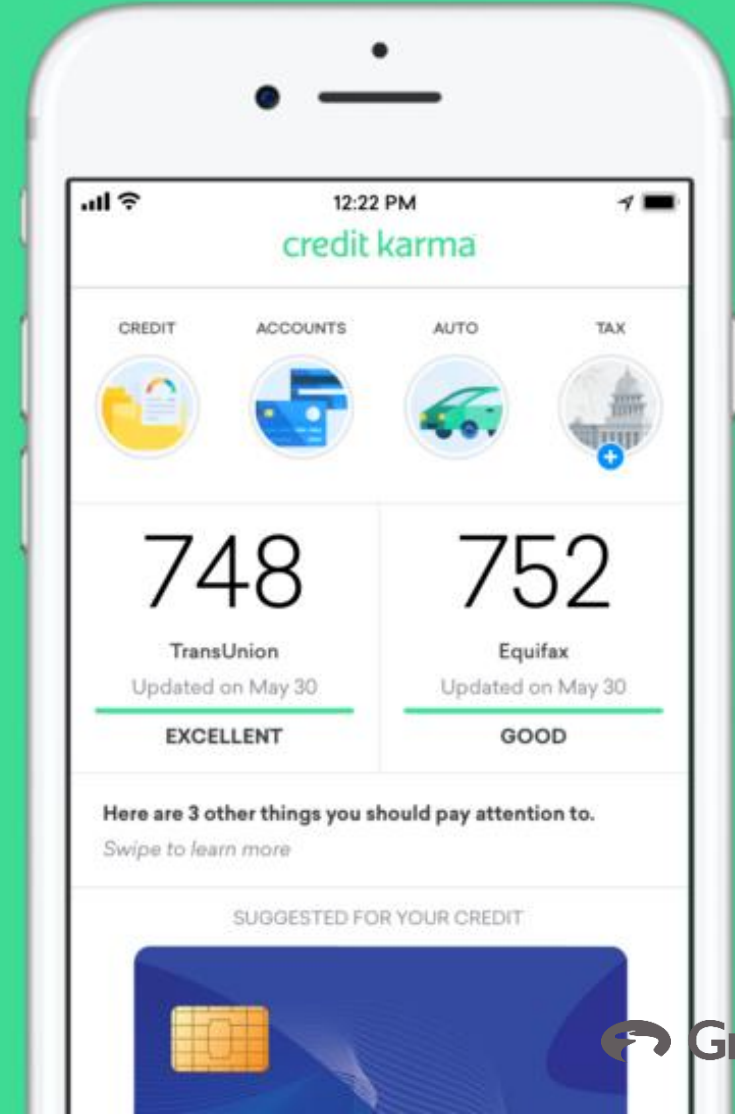 12:22 PM
credit karma
CREDIT ACCOUNTS AUTO TAX
748 752
TransUnion Equifax
Updated on May 30 Updated on May 30
EXCELLENT GOOD
Here are 3 other things you should pay attention to.
Swipe to learn more
SUGGESTED FOR YOUR CREDIT